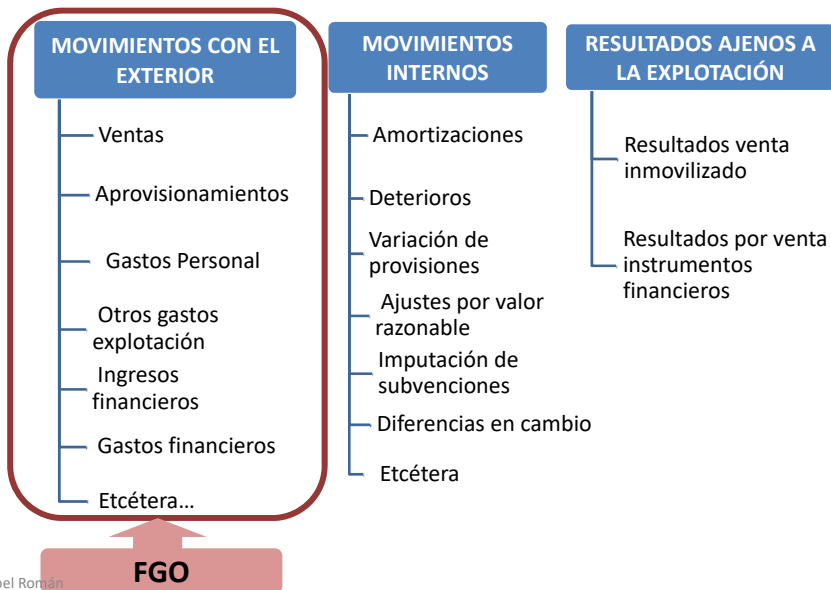 MOVIMIENTOS CON EL
EXTERIOR
Ventas
Aprovisionamientos
Gastos Personal
Otros gastos
explotación
Ingresos
financieros
Gastos financieros
Etcétera…
FGO
MOVIMIENTOS
INTERNOS
Amortizaciones
Deterioros
Variación de
provisiones
Ajustes por valor
razonable
Imputación de
subvenciones
Diferencias en cambio
Etcétera
RESULTADOS AJENOS A
LA EXPLOTACIÓN
Resultados venta
inmovilizado
Resultados por venta
instrumentos
financieros
Román